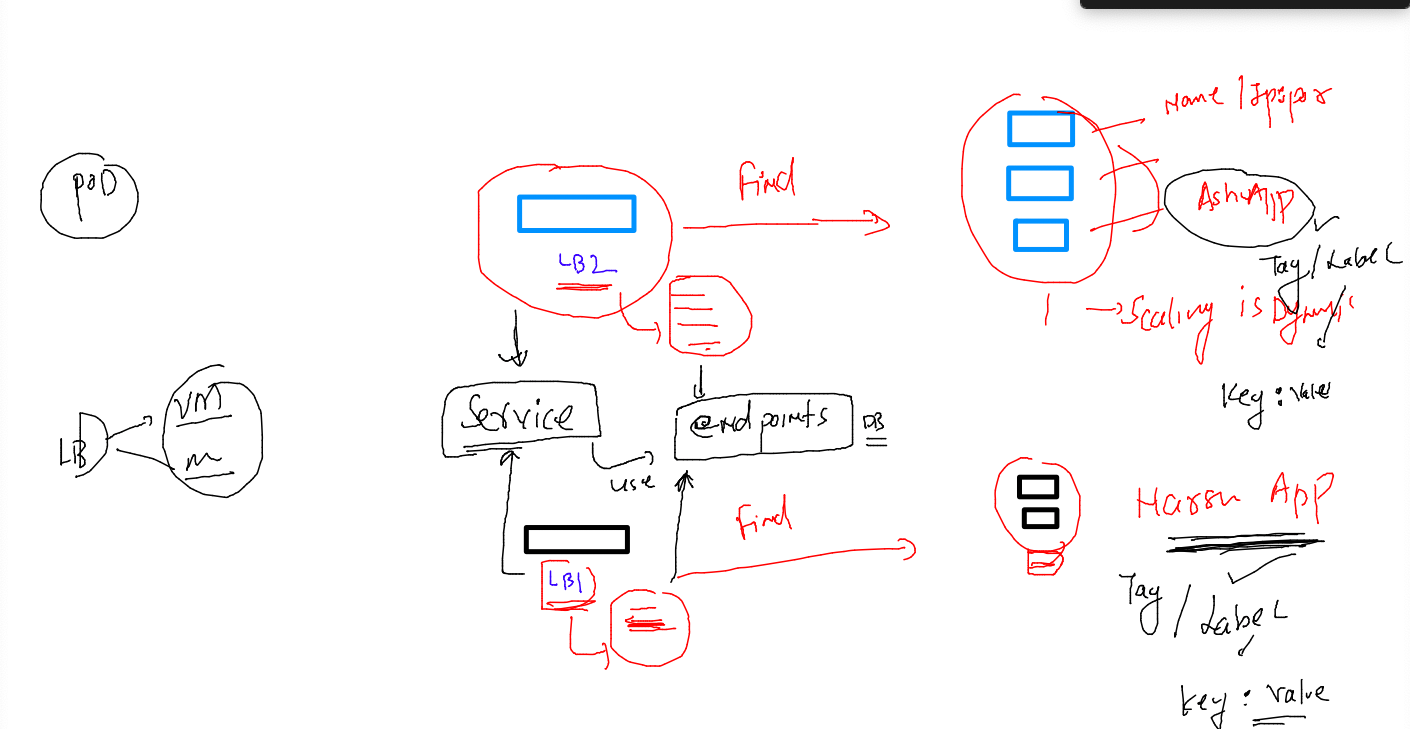 Name / Ip:por
Find
POD
AshuApp
LB2
Tag / Label
→ Scaling is Dynamic
Key : value
VM
Service
endpoints
DB
LB
m
use
Find
Harsh App
LB1
Tag / Label
Key : value